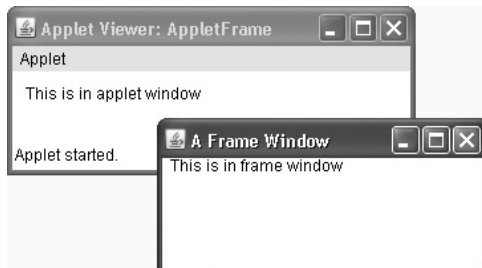 Applet Viewer: AppletFrame
Applet
This is in applet window
Applet started.
A Frame Window
This is in frame window